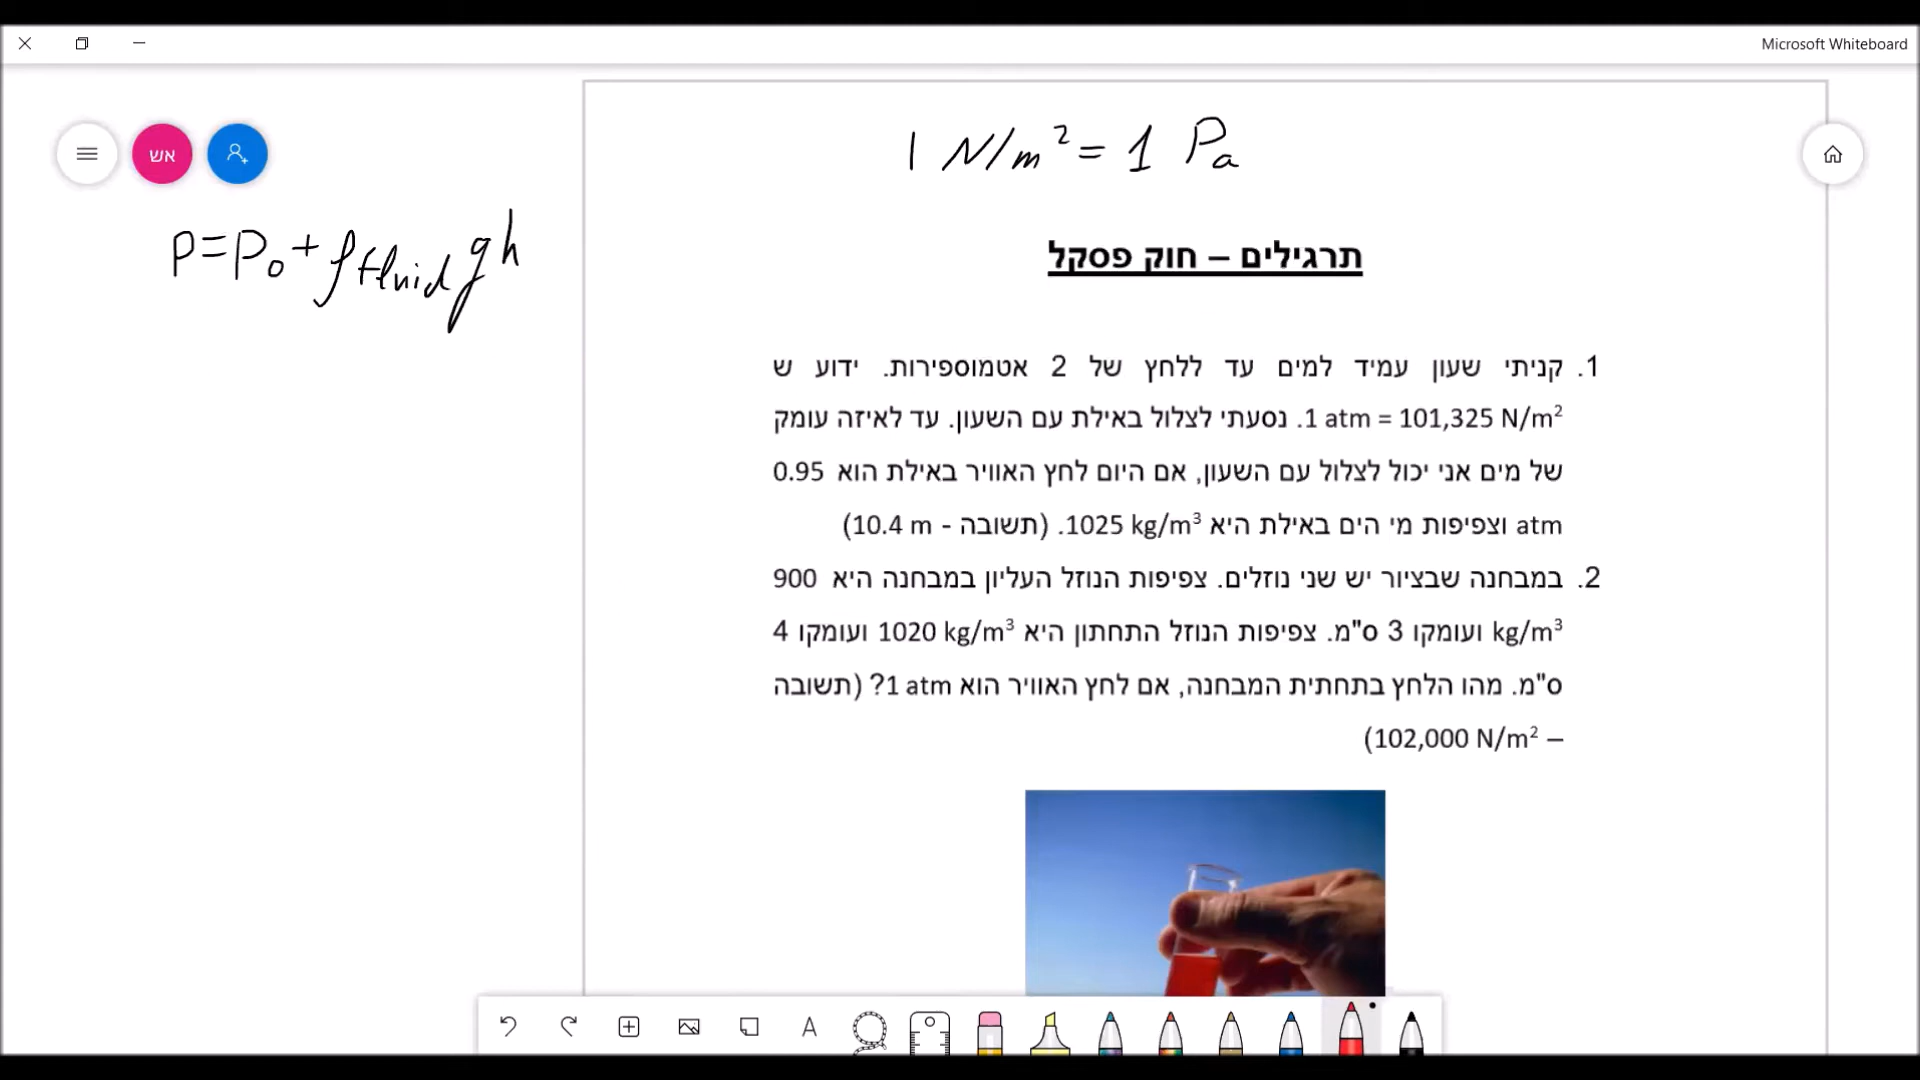 Microsoft Whiteboard
אש
1 N/m² = 1 Pa
P=P₀+ρ fluid gh
תרגילים – חוק פסקל
1. קניתי שעון עמיד למים עד ללחץ של 2 אטמוספירות. ידוע ש
1 atm = 101,325 N/m². נסעתי לצלול באילת עם השעון. עד לאיזה עומק
של מים אני יכול לצלול עם השעון, אם היום לחץ האוויר באילת הוא 0.95
atm וצפיפות מי הים באילת היא 1025 kg/m³. (תשובה - 10.4 m)
2. במבחנה שבציור יש שני נוזלים. צפיפות הנוזל העליון במבחנה היא 900
kg/m³ ועומקו 3 ס"מ. צפיפות הנוזל התחתון היא 1020 kg/m³ ועומקו 4
ס"מ. מהו הלחץ בתחתית המבחנה, אם לחץ האוויר הוא 1 atm? (תשובה
– 102,000 N/m²)